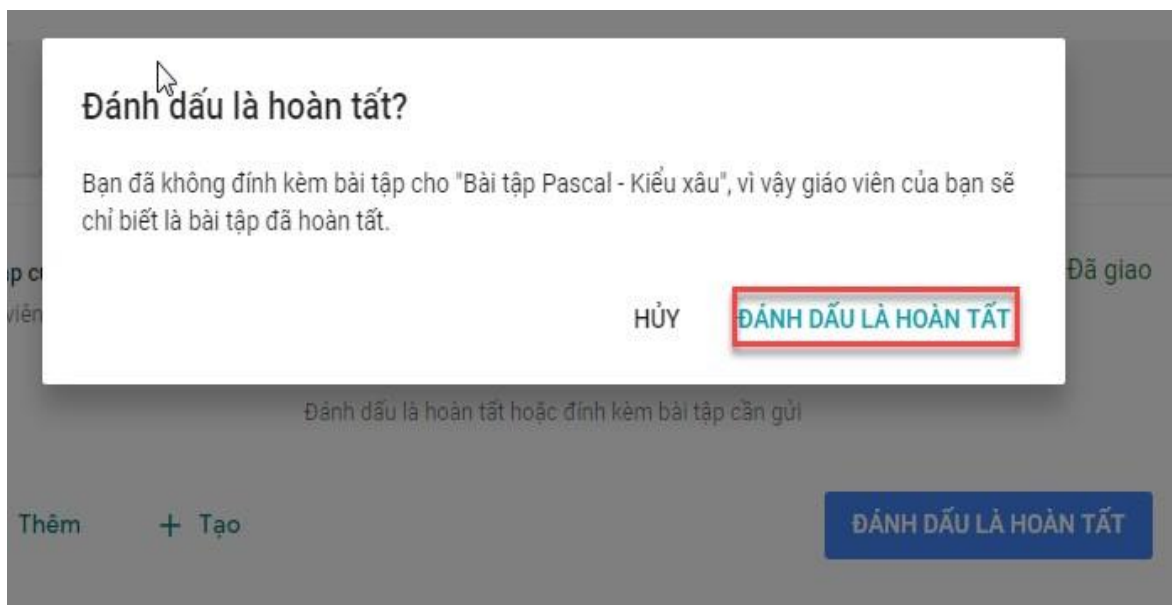 Đánh dấu là hoàn tất?
Bạn đã không đính kèm bài tập cho "Bài tập Pascal - Kiểu xâu", vì vậy giáo viên của bạn sẽ
chỉ biết là bài tập đã hoàn tất.
Đã giao
viên
HỦY ĐÁNH DẤU LÀ HOÀN TẤT
Đánh dấu là hoàn tất hoặc đính kèm bài tập cần gửi
Thêm + Tạo ĐÁNH DẤU LÀ HOÀN TẤT